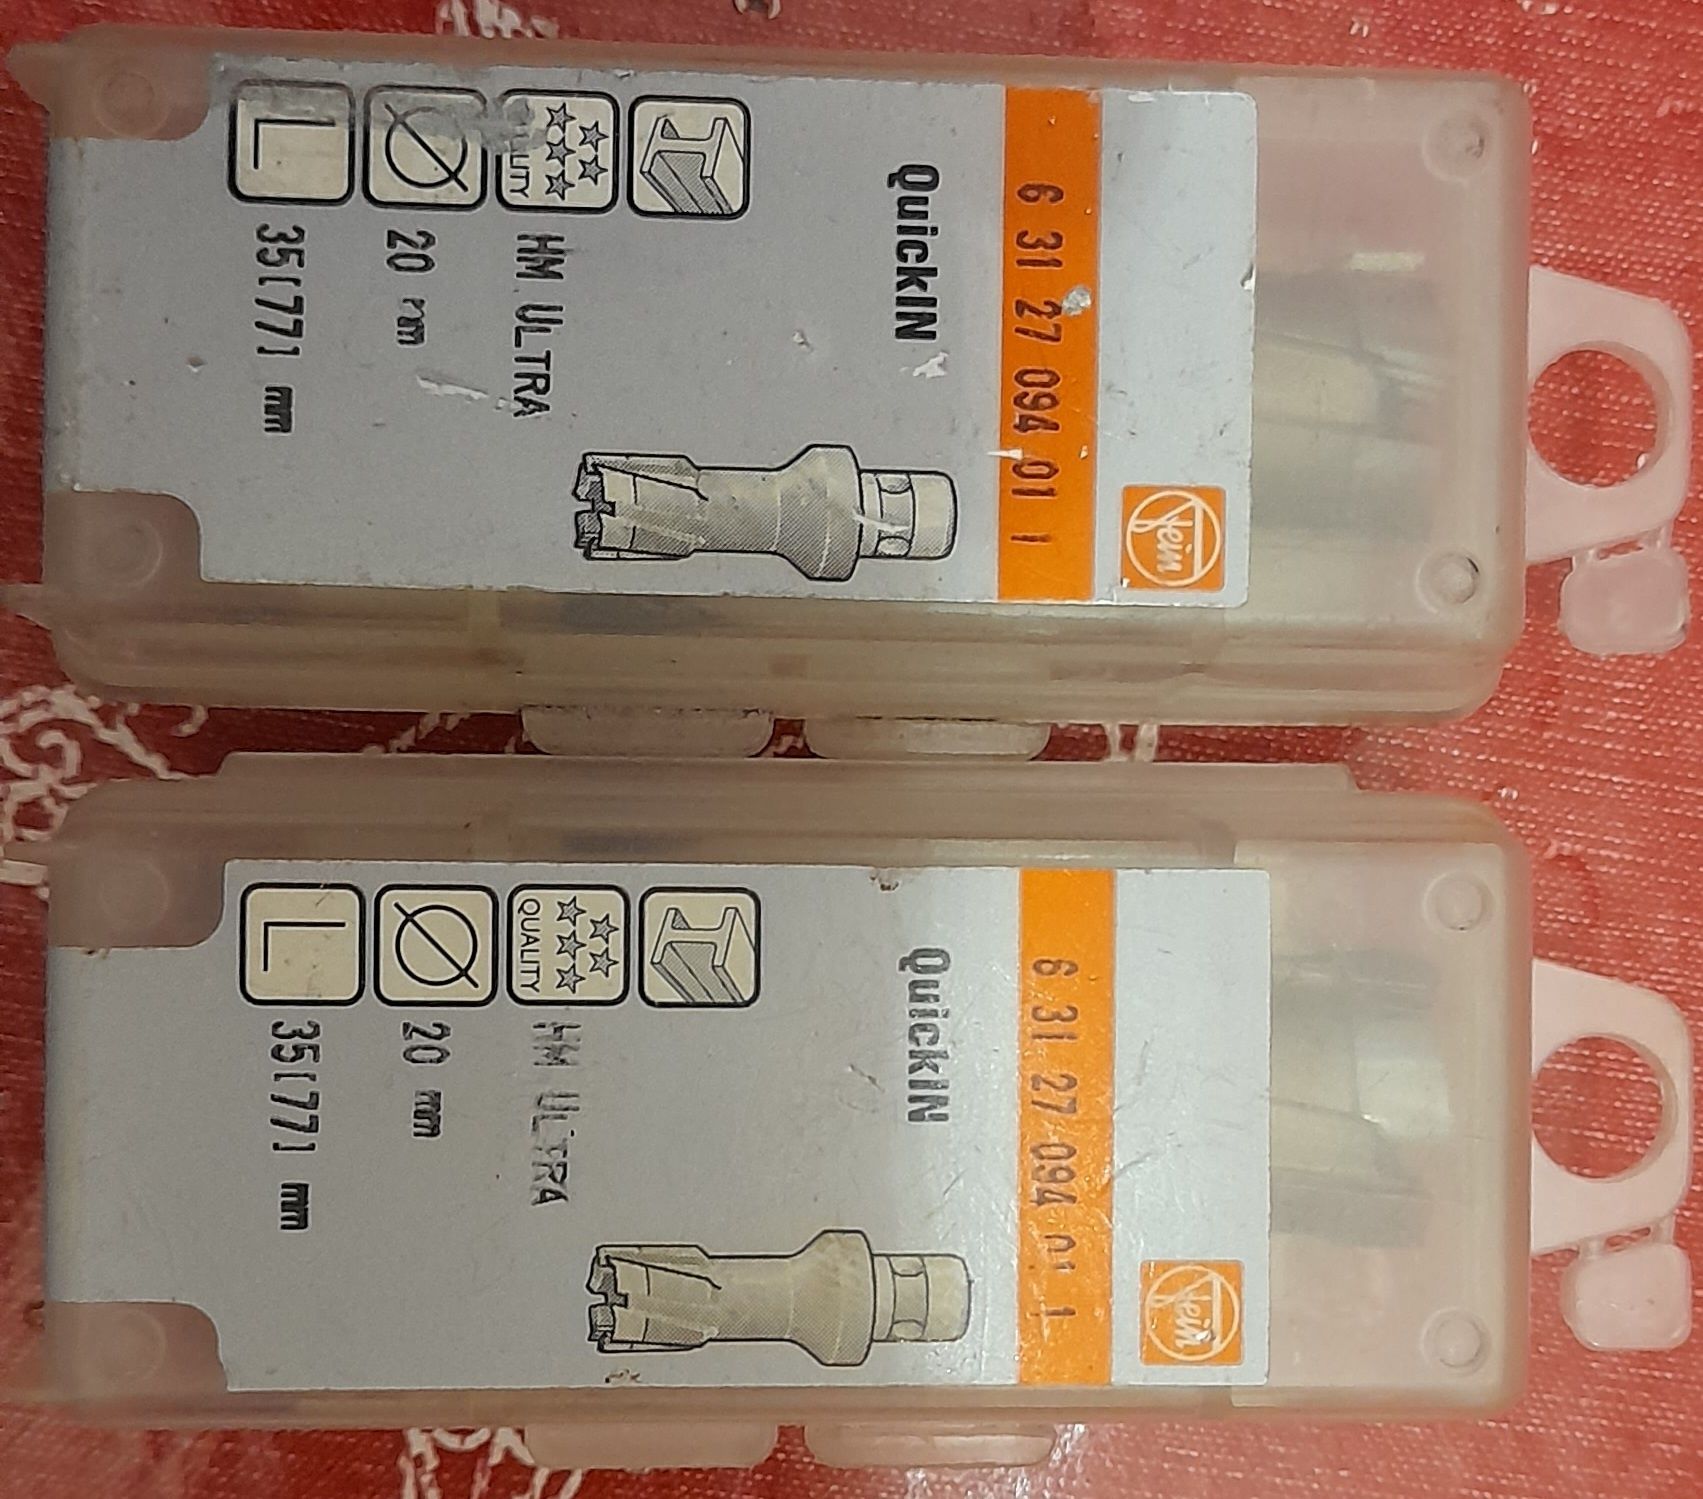 Fein
6 31 27 094 01 1
QuickIN
QUALITY
HM ULTRA
20 mm
L
35[77] mm
Fein
6 31 27 094 01 1
QuickIN
QUALITY
HM ULTRA
20 mm
L
35[77] mm